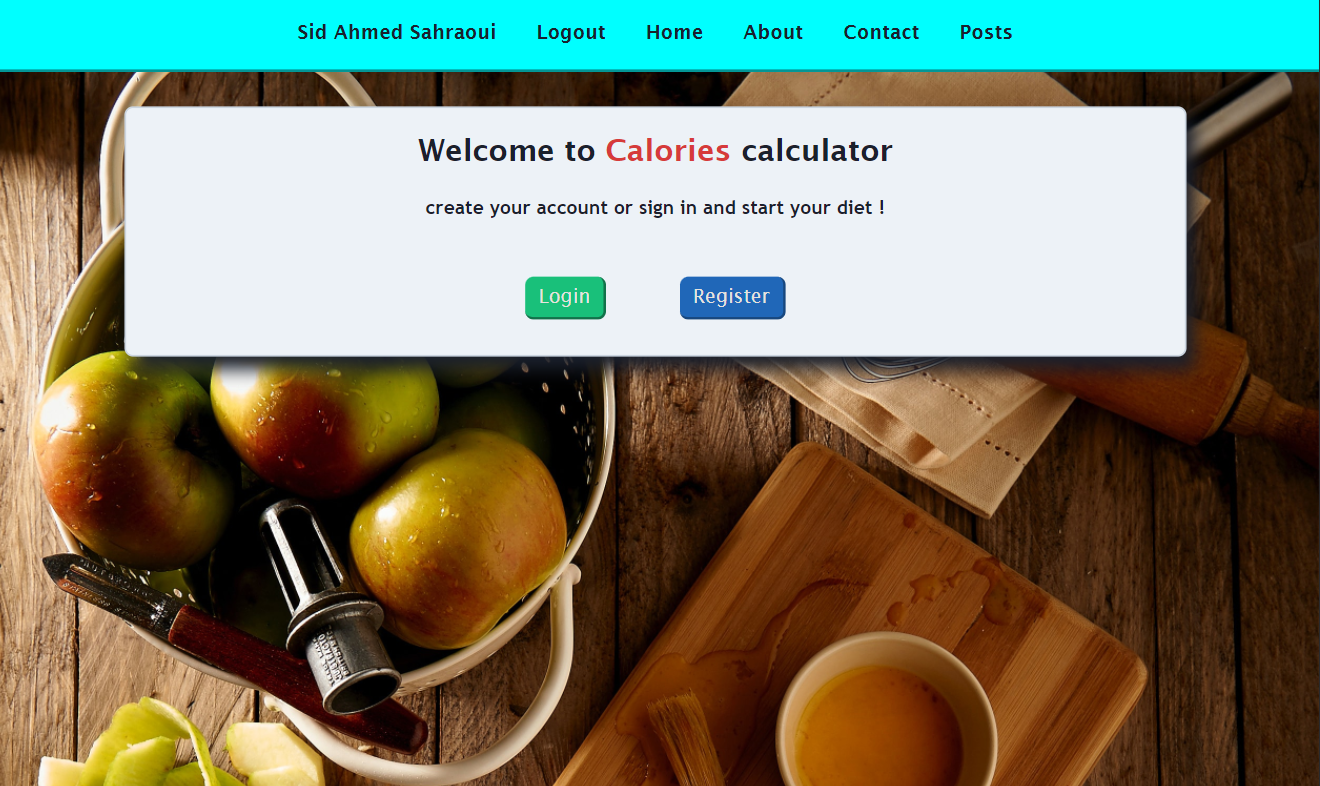 Sid Ahmed Sahraoui Logout Home About Contact Posts
Welcome to Calories calculator
create your account or sign in and start your diet !
Login Register